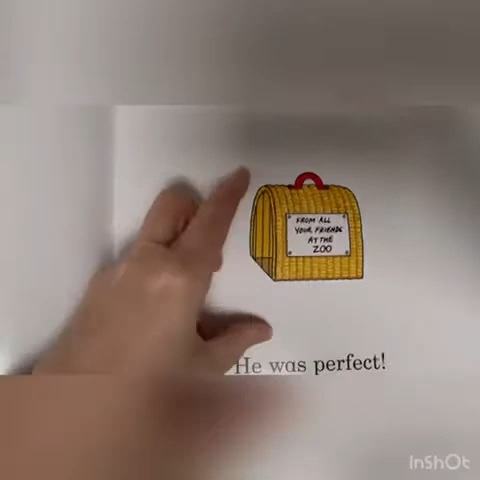 FROM ALL
YOUR FRIENDS
AT THE
ZOO
He was perfect!
InShOt